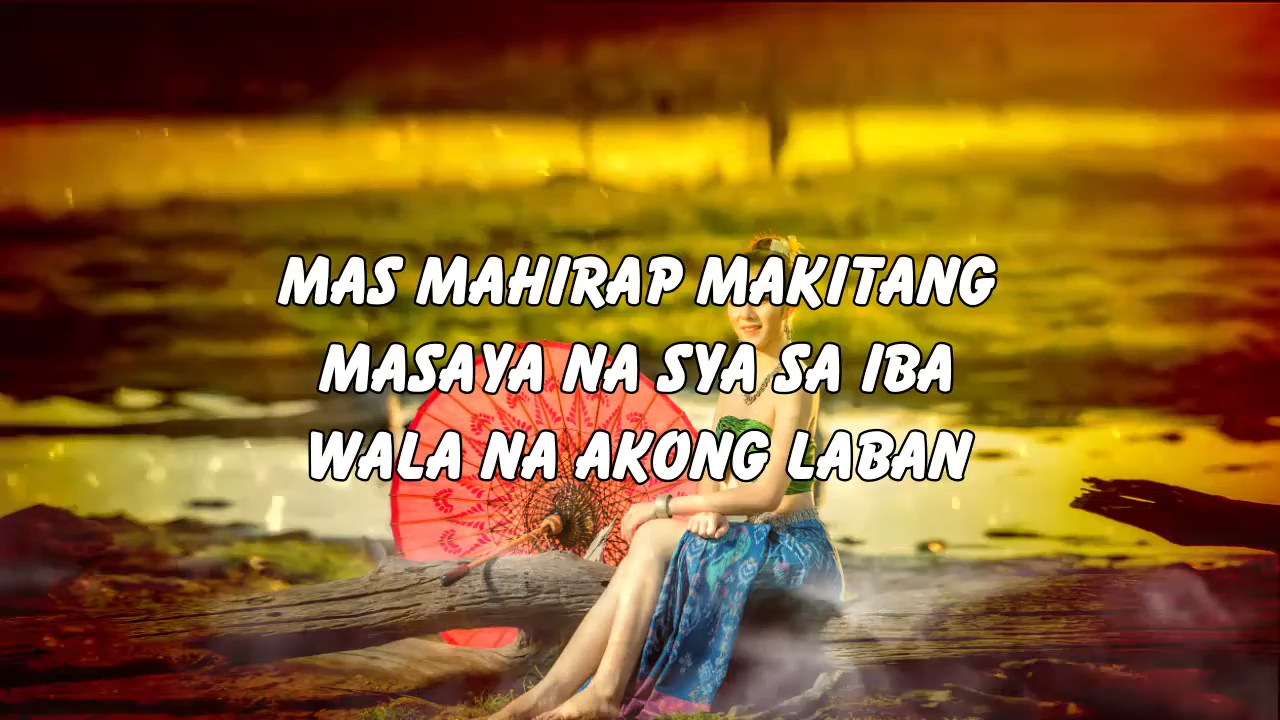 MAS MAHIRAP MAKITANG
MASAYA NA SYA SA IBA
WALA NA AKONG LABAN